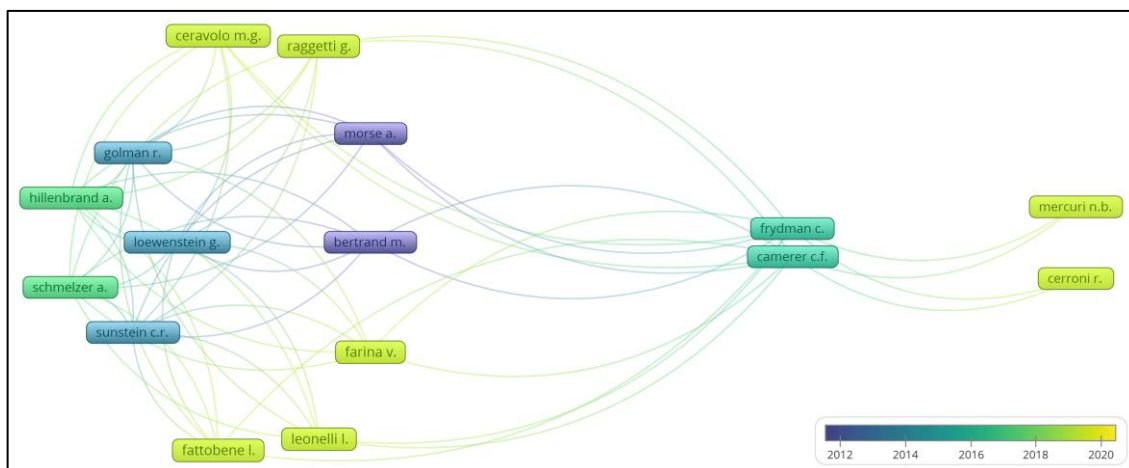 ceravolo m.g.
raggetti g.
morse a.
golman r.
hillenbrand a.
mercuri n.b.
frydman c.
loewenstein g.
bertrand m.
camerer c.f.
cerroni r.
schmelzer a.
sunstein c.r.
farina v.
leonelli l.
fattobene l.
2012 2014 2016 2018 2020